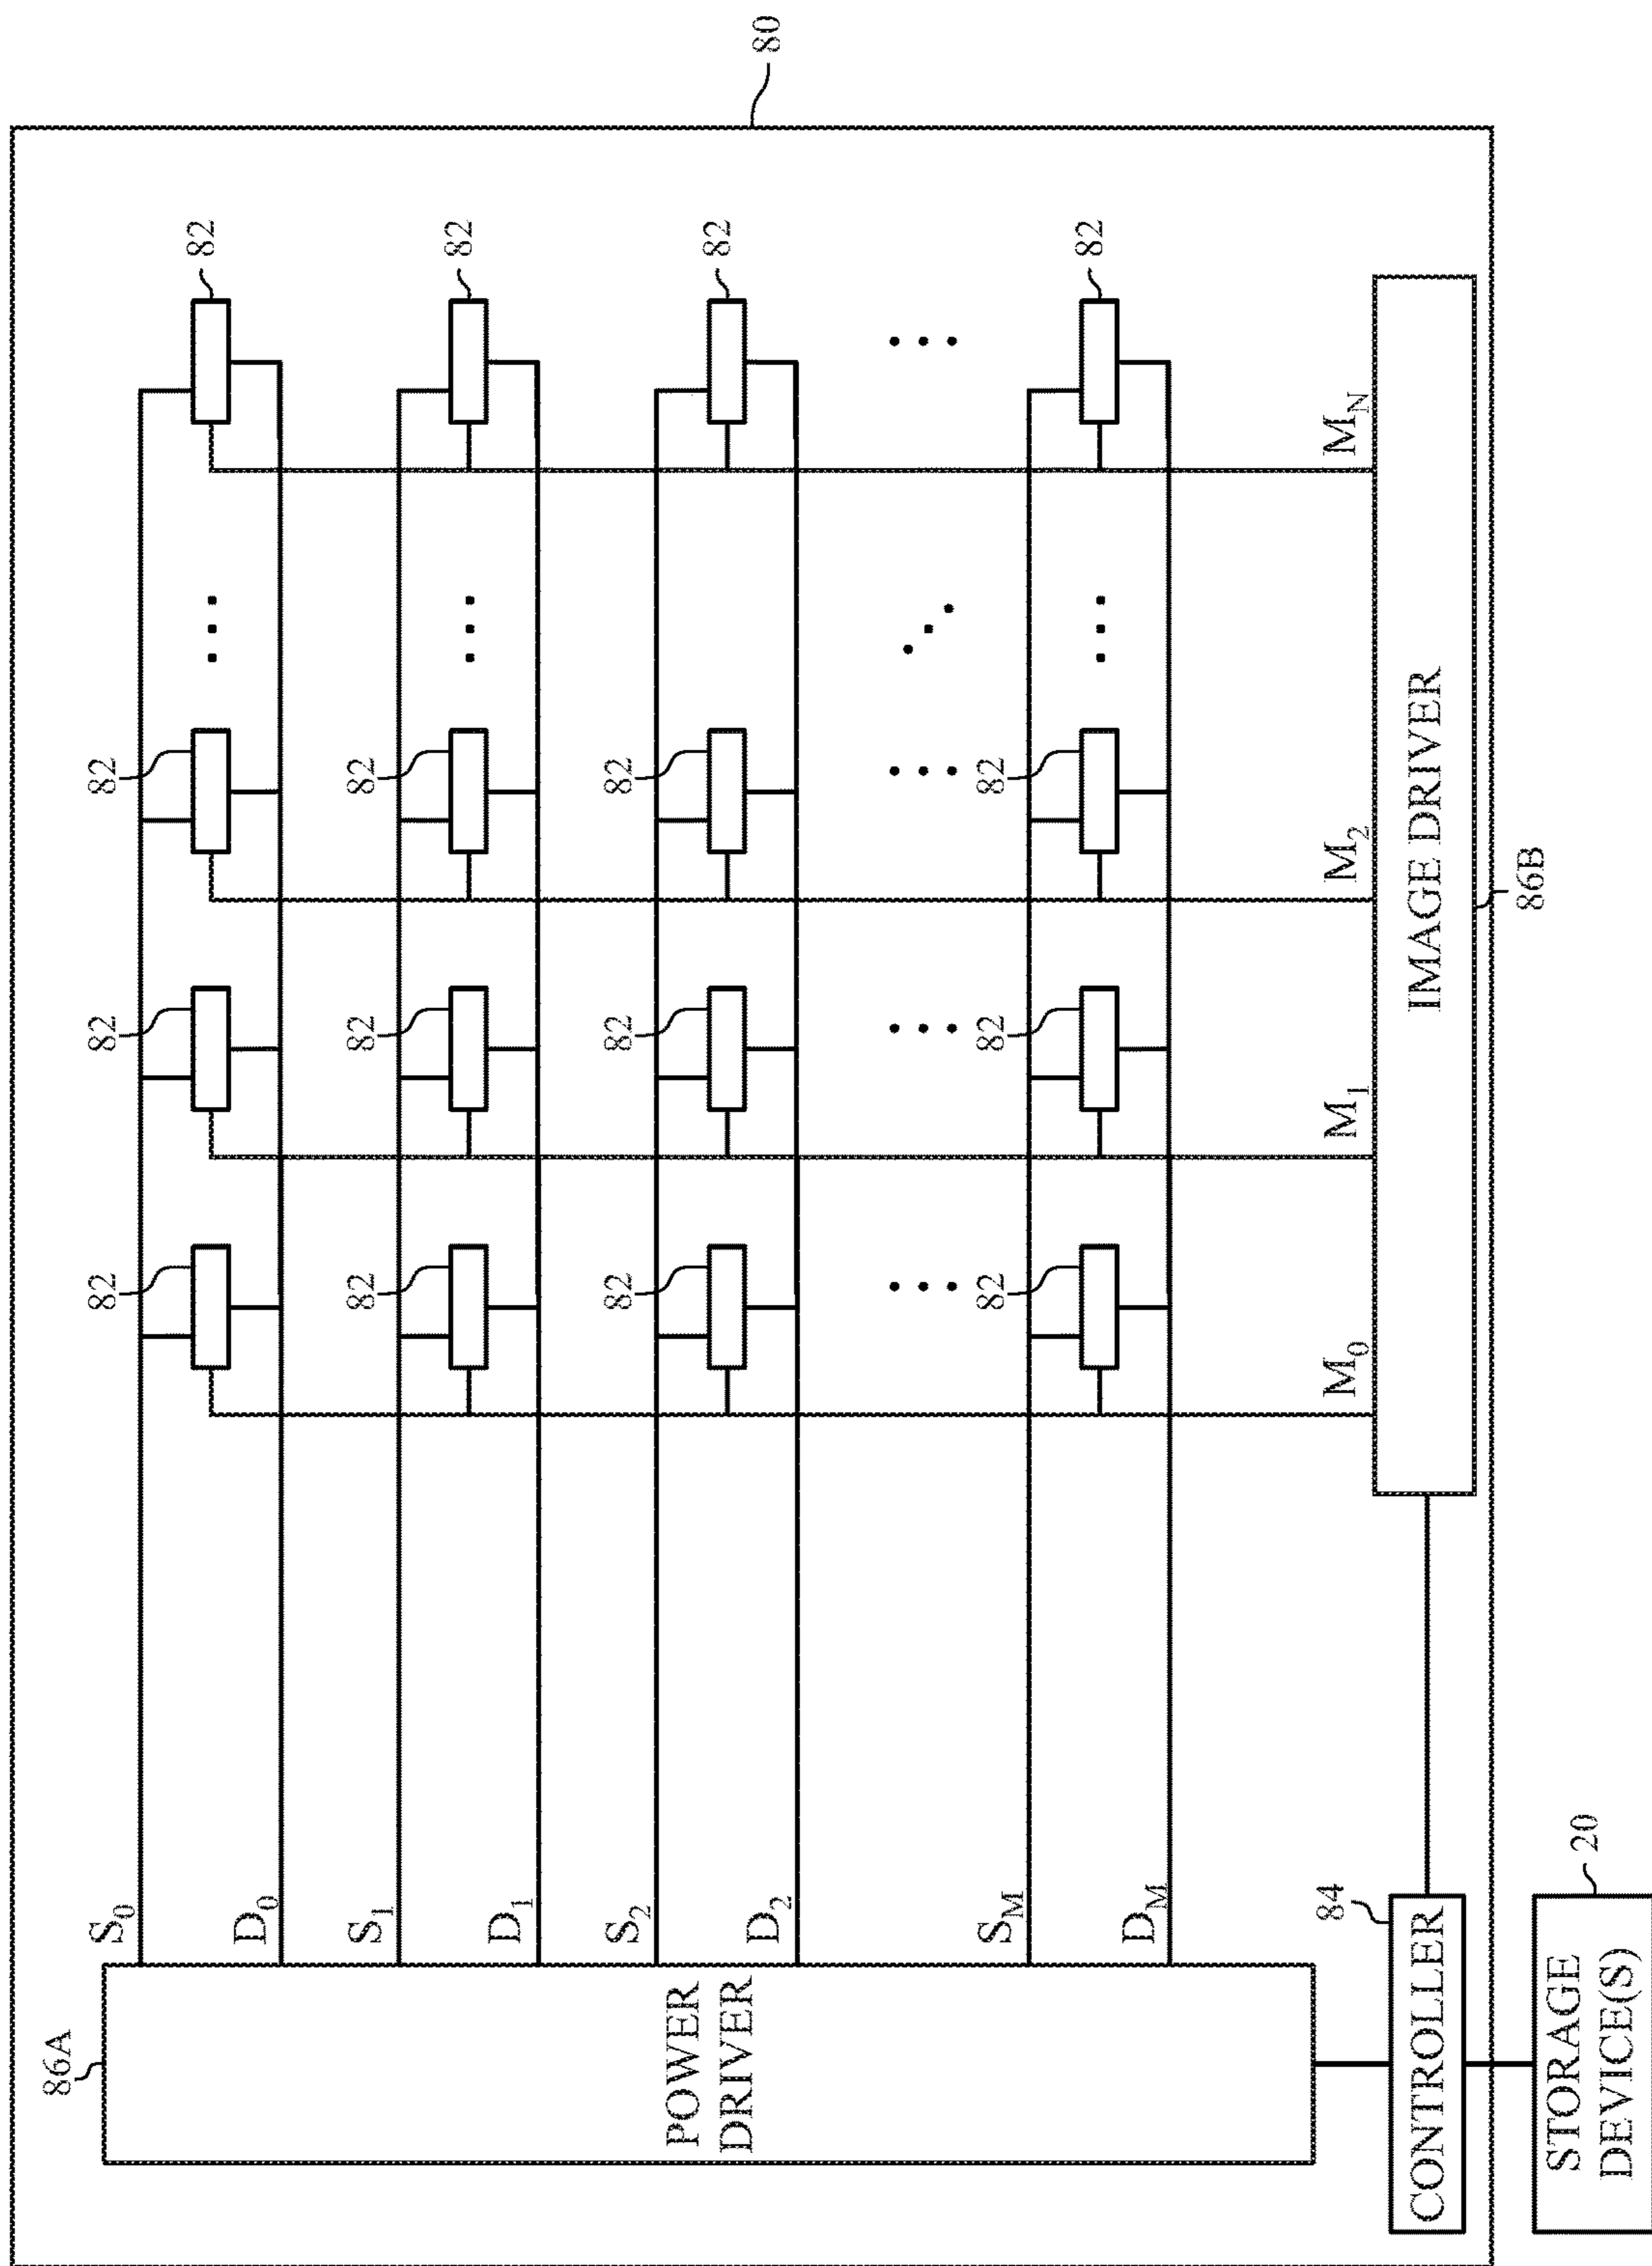 86A
S0 82 82 82
82
D0
S1 82 82 82
82
D1
S2 82 82 82
POWER
82
DRIVER
80
D2
SM 82 82 82
82
DM
84 M0 M1 M2 MN
CONTROLLER IMAGE DRIVER
86B
STORAGE
20
DEVICE(S)